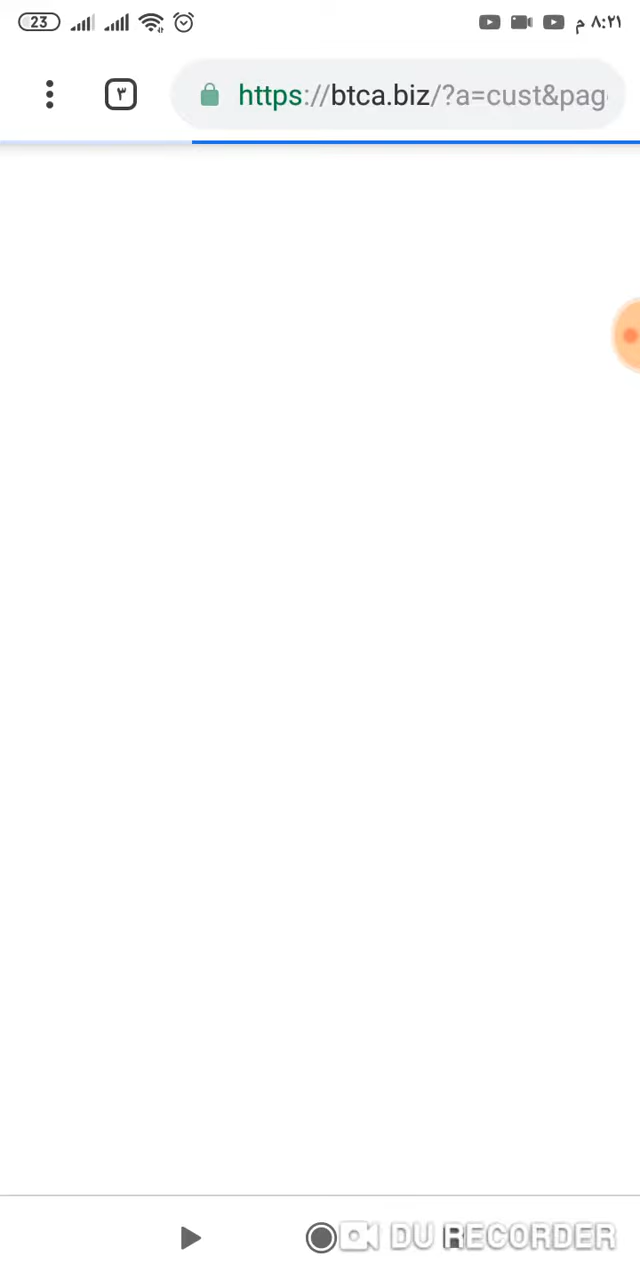 23
م ٨:٢١
٣
https://btca.biz/?a=cust&pag
DU RECORDER